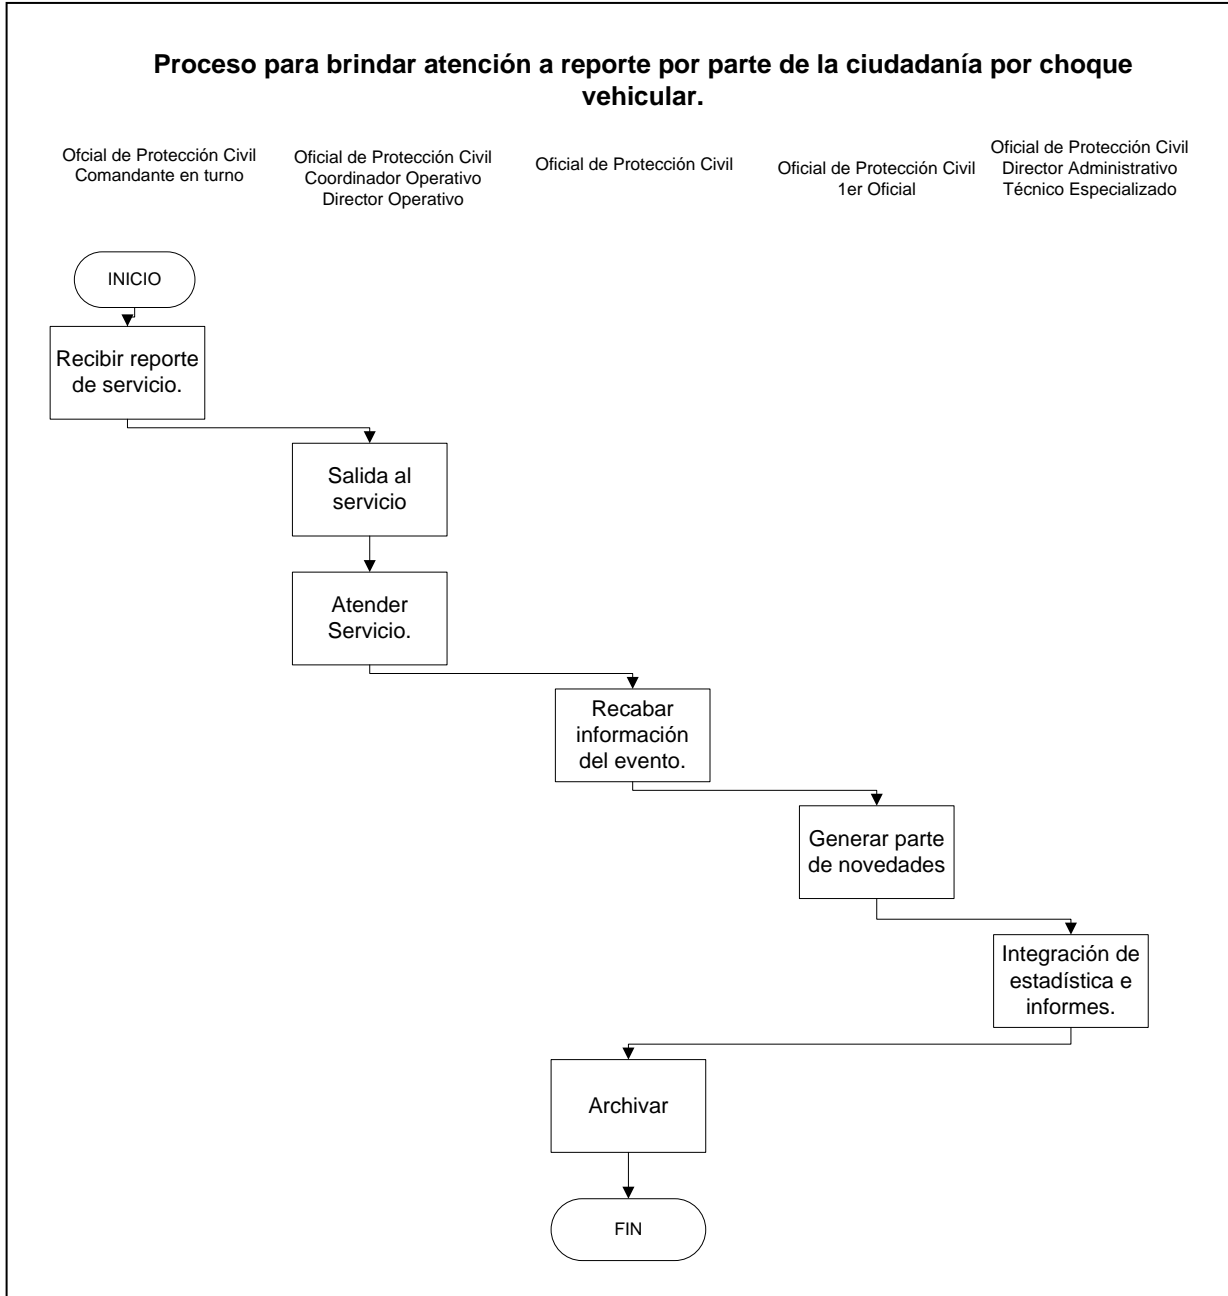 Proceso para brindar atención a reporte por parte de la ciudadanía por choque
vehicular.
Ofcial de Protección Civil
Comandante en turno
Oficial de Protección Civil
Coordinador Operativo
Director Operativo
Oficial de Protección Civil
Oficial de Protección Civil
1er Oficial
Oficial de Protección Civil
Director Administrativo
Técnico Especializado
INICIO
Recibir reporte
de servicio.
Salida al
servicio
Atender
Servicio.
Recabar
información
del evento.
Generar parte
de novedades
Integración de
estadística e
informes.
Archivar
FIN